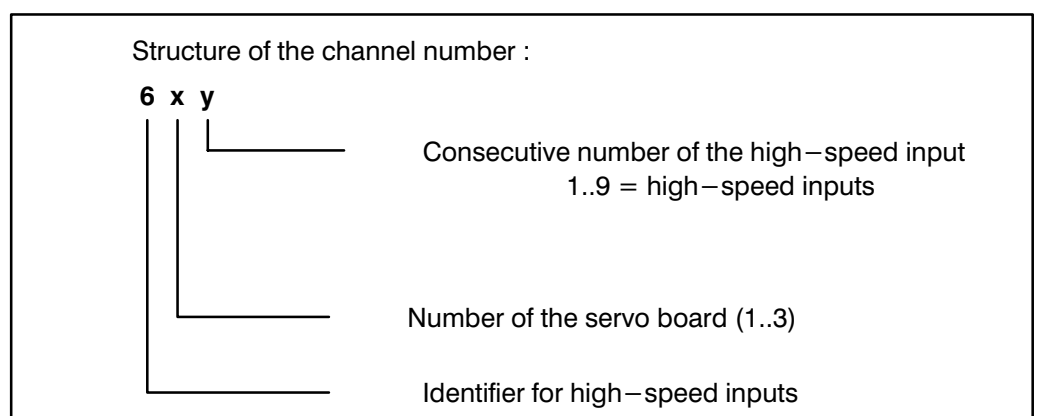 Structure of the channel number :
6 x y
Consecutive number of the high−speed input
1..9 = high−speed inputs
Number of the servo board (1..3)
Identifier for high−speed inputs